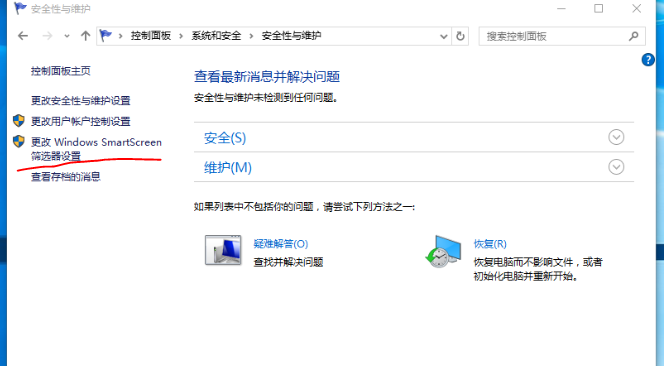 安全性与维护
控制面板 > 系统和安全 > 安全性与维护
搜索控制面板
控制面板主页
更改安全性与维护设置
更改用户帐户控制设置
更改 Windows SmartScreen
筛选器设置
查看存档的消息
查看最新消息并解决问题
安全性与维护未检测到任何问题。
安全(S)
维护(M)
如果列表中不包括你的问题，请尝试下列方法之一:
疑难解答(O)
查找并解决问题
恢复(R)
恢复电脑而不影响文件，或者
初始化电脑并重新开始。